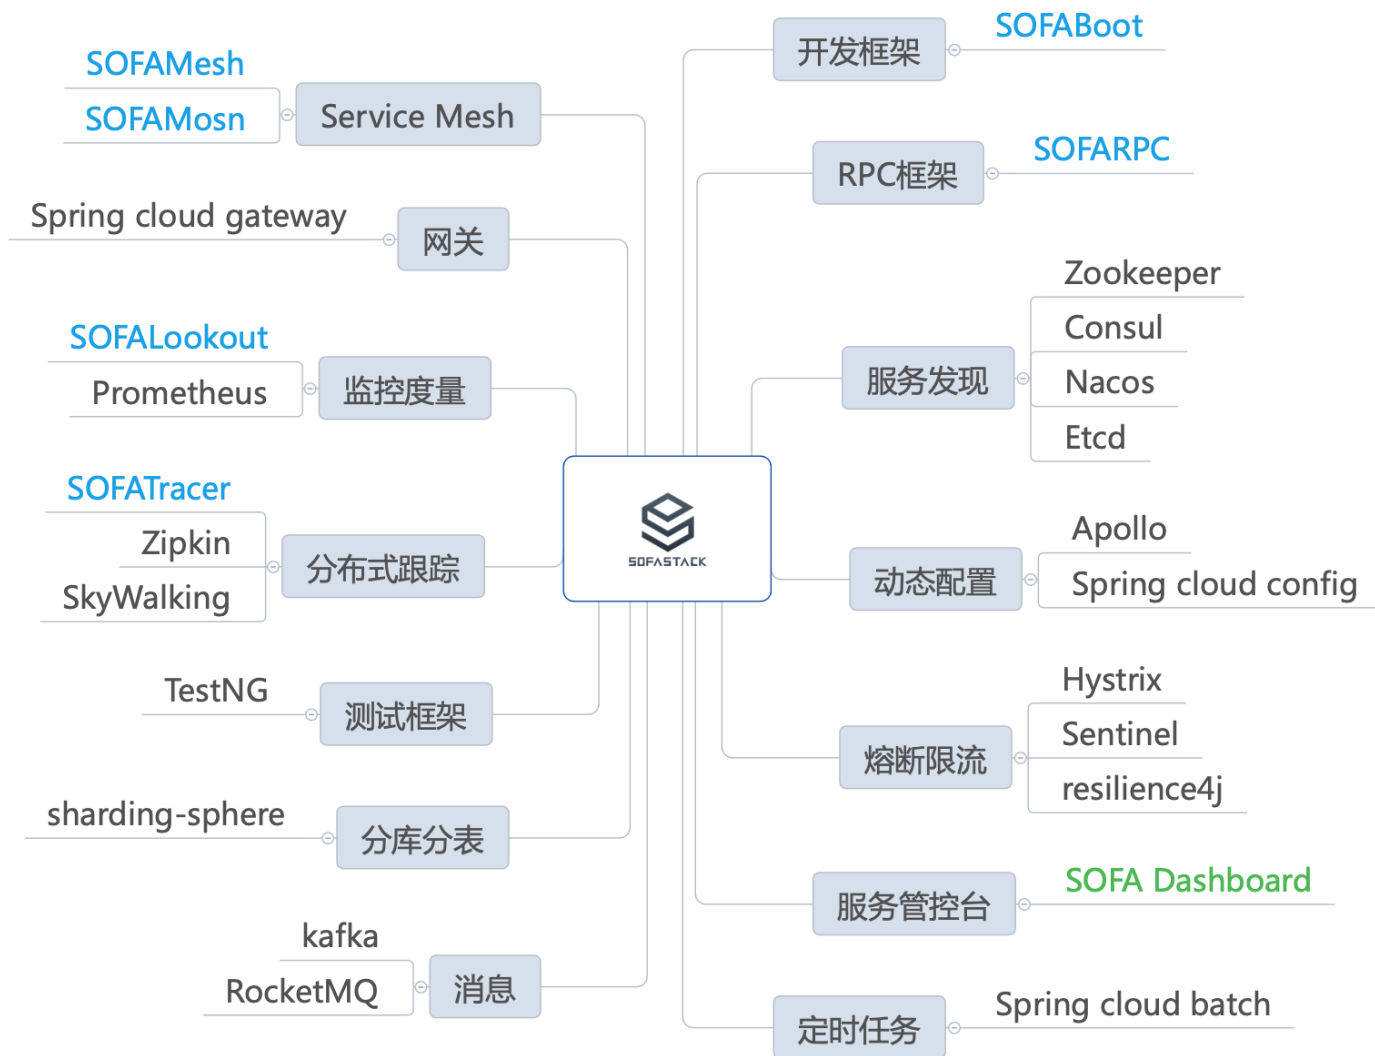 SOFAMesh
SOFAMosn
Service Mesh
Spring cloud gateway
网关
SOFALookout
Prometheus
监控度量
SOFATracer
Zipkin
SkyWalking
分布式跟踪
TestNG
测试框架
sharding-sphere
分库分表
kafka
RocketMQ
消息
SOFASTACK
开发框架
SOFABoot
RPC框架
SOFARPC
服务发现
Zookeeper
Consul
Nacos
Etcd
动态配置
Apollo
Spring cloud config
熔断限流
Hystrix
Sentinel
resilience4j
服务管控台
SOFA Dashboard
定时任务
Spring cloud batch